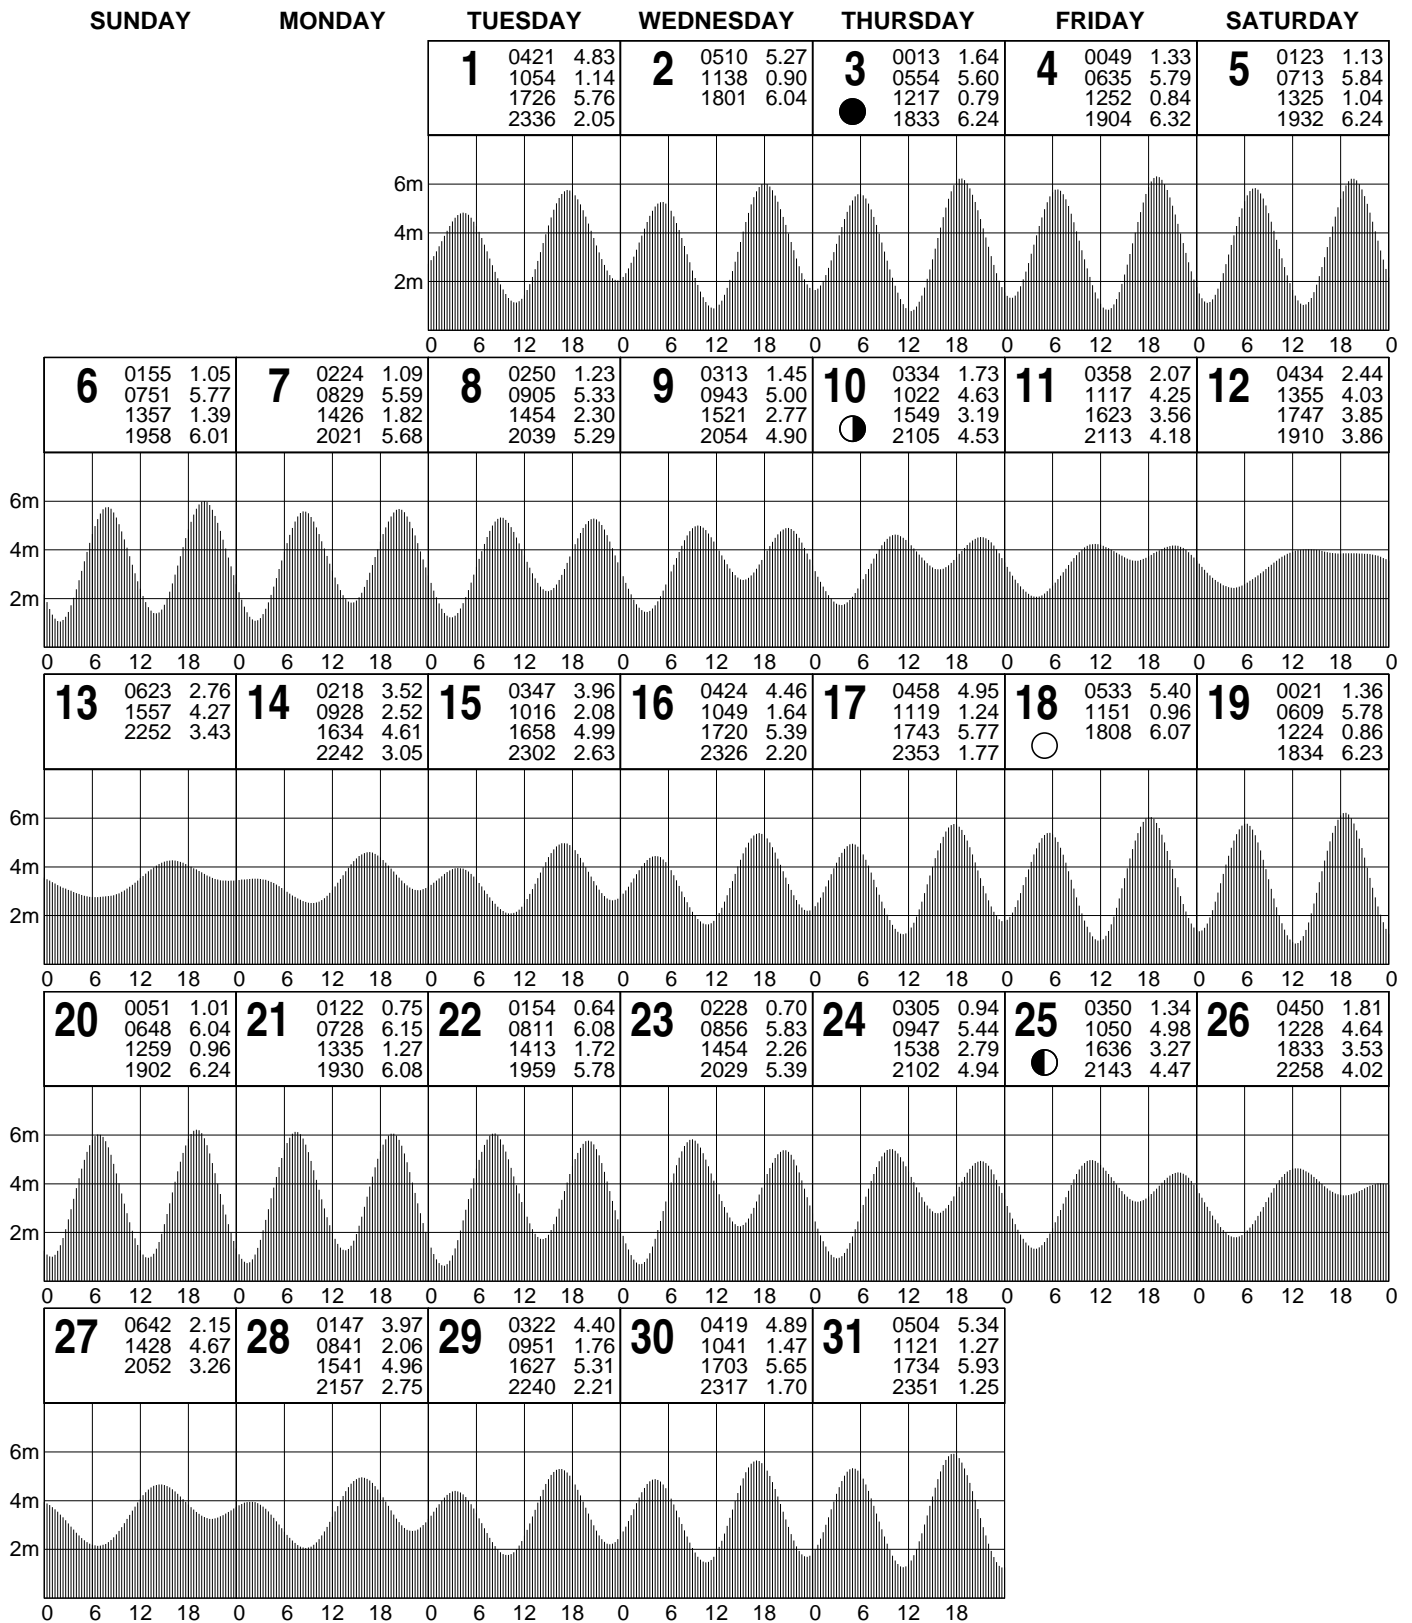 SUNDAY MONDAY TUESDAY WEDNESDAY THURSDAY FRIDAY SATURDAY
1 0421 4.83
1054 1.14
1726 5.76
2336 2.05
2 0510 5.27
1138 0.90
1801 6.04
3 0013 1.64
0554 5.60
1217 0.79
1833 6.24
4 0049 1.33
0635 5.79
1252 0.84
1904 6.32
5 0123 1.13
0713 5.84
1325 1.04
1932 6.24
6m
4m
2m
0 6 12 18 0 6 12 18 0 6 12 18 0 6 12 18 0 6 12 18 0
6 0155 1.05
0751 5.77
1357 1.39
1958 6.01
7 0224 1.09
0829 5.59
1426 1.82
2021 5.68
8 0250 1.23
0905 5.33
1454 2.30
2039 5.29
9 0313 1.45
0943 5.00
1521 2.77
2054 4.90
10 0334 1.73
1022 4.63
1549 3.19
2105 4.53
11 0358 2.07
1117 4.25
1623 3.56
2113 4.18
12 0434 2.44
1355 4.03
1747 3.85
1910 3.86
6m
4m
2m
0 6 12 18 0 6 12 18 0 6 12 18 0 6 12 18 0 6 12 18 0 6 12 18 0 6 12 18 0
13 0623 2.76
1557 4.27
2252 3.43
14 0218 3.52
0928 2.52
1634 4.61
2242 3.05
15 0347 3.96
1016 2.08
1658 4.99
2302 2.63
16 0424 4.46
1049 1.64
1720 5.39
2326 2.20
17 0458 4.95
1119 1.24
1743 5.77
2353 1.77
18 0533 5.40
1151 0.96
1808 6.07
19 0021 1.36
0609 5.78
1224 0.86
1834 6.23
6m
4m
2m
0 6 12 18 0 6 12 18 0 6 12 18 0 6 12 18 0 6 12 18 0 6 12 18 0 6 12 18 0
20 0051 1.01
0648 6.04
1259 0.96
1902 6.24
21 0122 0.75
0728 6.15
1335 1.27
1930 6.08
22 0154 0.64
0811 6.08
1413 1.72
1959 5.78
23 0228 0.70
0856 5.83
1454 2.26
2029 5.39
24 0305 0.94
0947 5.44
1538 2.79
2102 4.94
25 0350 1.34
1050 4.98
1636 3.27
2143 4.47
26 0450 1.81
1228 4.64
1833 3.53
2258 4.02
6m
4m
2m
0 6 12 18 0 6 12 18 0 6 12 18 0 6 12 18 0 6 12 18 0 6 12 18 0 6 12 18 0
27 0642 2.15
1428 4.67
2052 3.26
28 0147 3.97
0841 2.06
1541 4.96
2157 2.75
29 0322 4.40
0951 1.76
1627 5.31
2240 2.21
30 0419 4.89
1041 1.47
1703 5.65
2317 1.70
31 0504 5.34
1121 1.27
1734 5.93
2351 1.25
6m
4m
2m
0 6 12 18 0 6 12 18 0 6 12 18 0 6 12 18 0 6 12 18